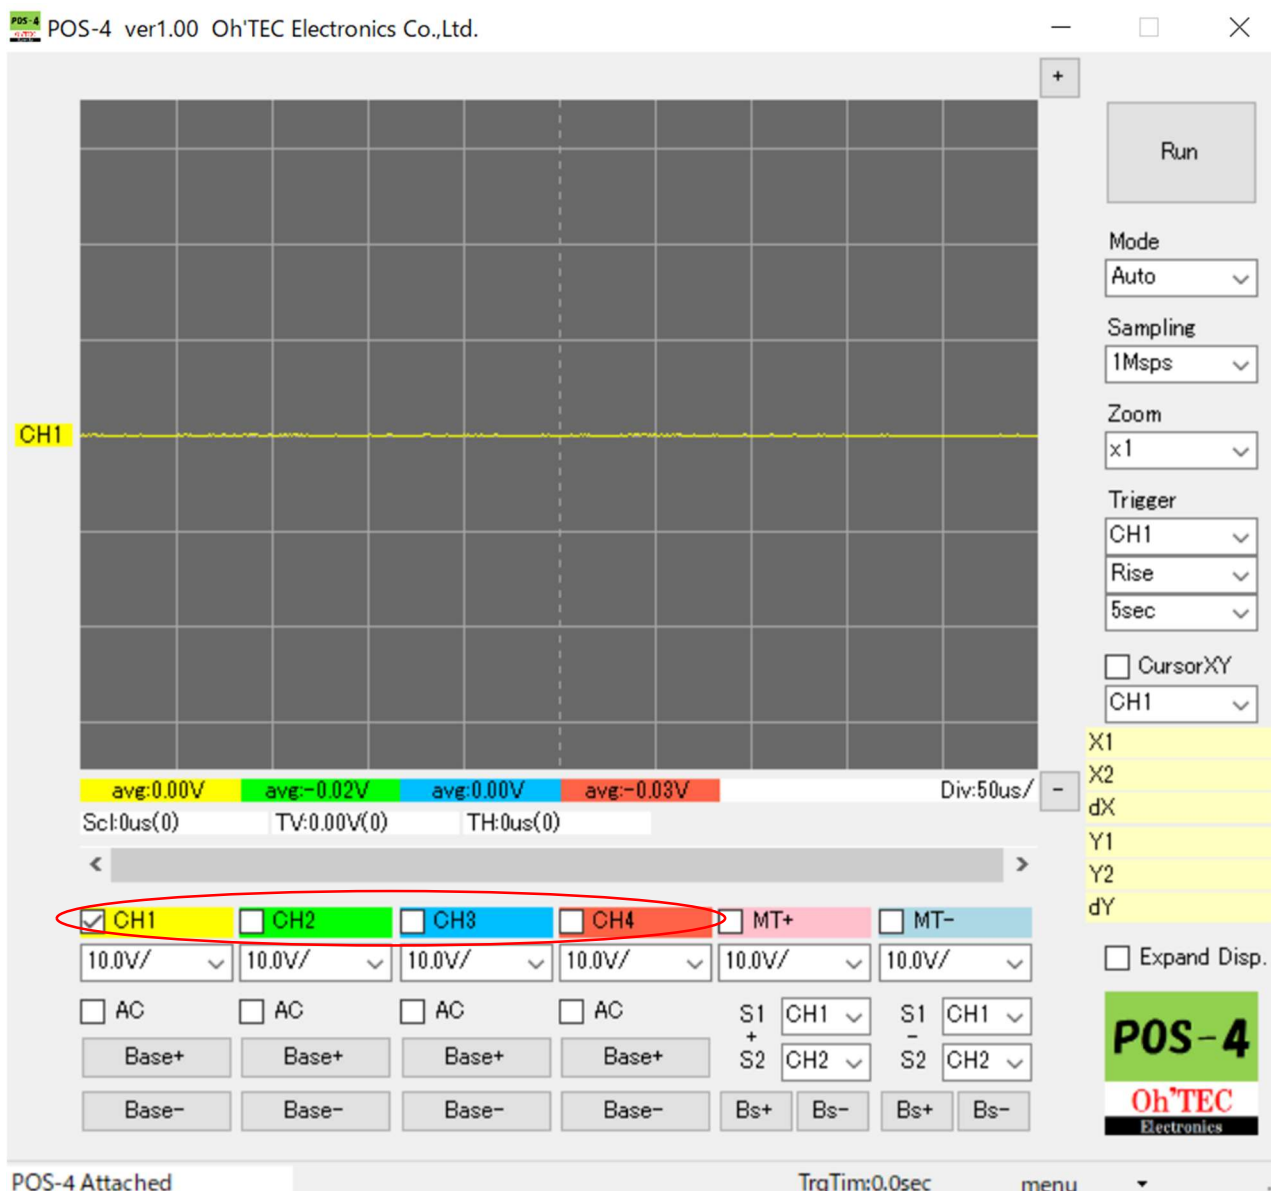 POS-4 ver1.00 Oh'TEC Electronics Co.,Ltd.
+
Run
Mode
Auto
Sampling
1Msps
Zoom
x1
Trigger
CH1
Rise
5sec
CursorXY
CH1
X1
X2
dX
Y1
Y2
dY
Expand Disp.
POS-4
Oh'TEC
Electronics
CH1
avg:0.00V avg:-0.02V avg:0.00V avg:-0.03V Div:50us/ -
Scl:0us(0) TV:0.00V(0) TH:0us(0)
< >
CH1 CH2 CH3 CH4 MT+ MT-
10.0V/ 10.0V/ 10.0V/ 10.0V/ 10.0V/ 10.0V/
AC AC AC AC S1 CH1 S1 CH1
+ -
Base+ Base+ Base+ Base+ S2 CH2 S2 CH2
Base- Base- Base- Base- Bs+ Bs- Bs+ Bs-
POS-4 Attached TrgTim:0.0sec menu